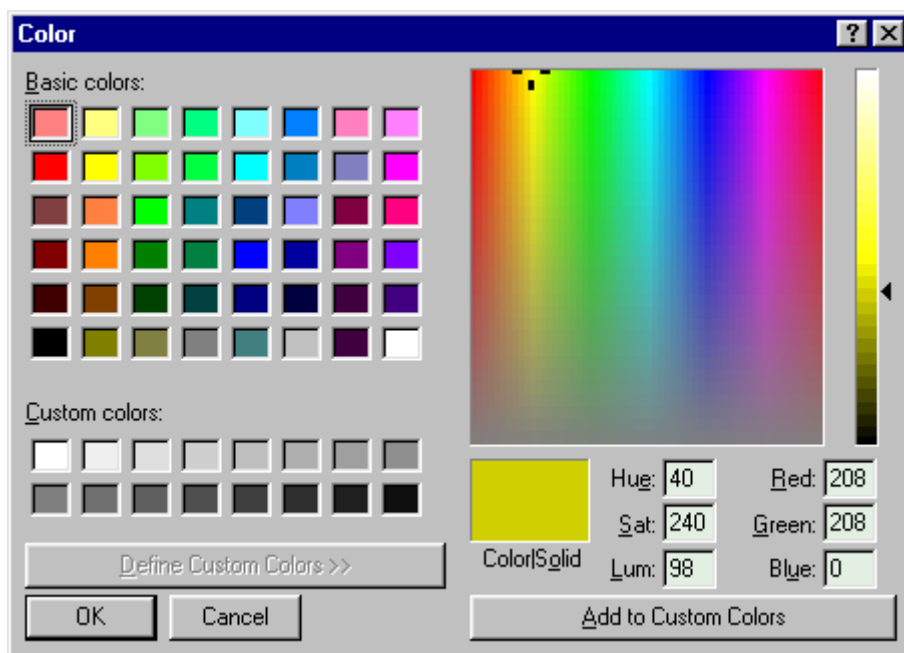 Color
Basic colors:
Custom colors:
Define Custom Colors >>
OK Cancel
Color|Solid
Hue: 40 Red: 208
Sat: 240 Green: 208
Lum: 98 Blue: 0
Add to Custom Colors